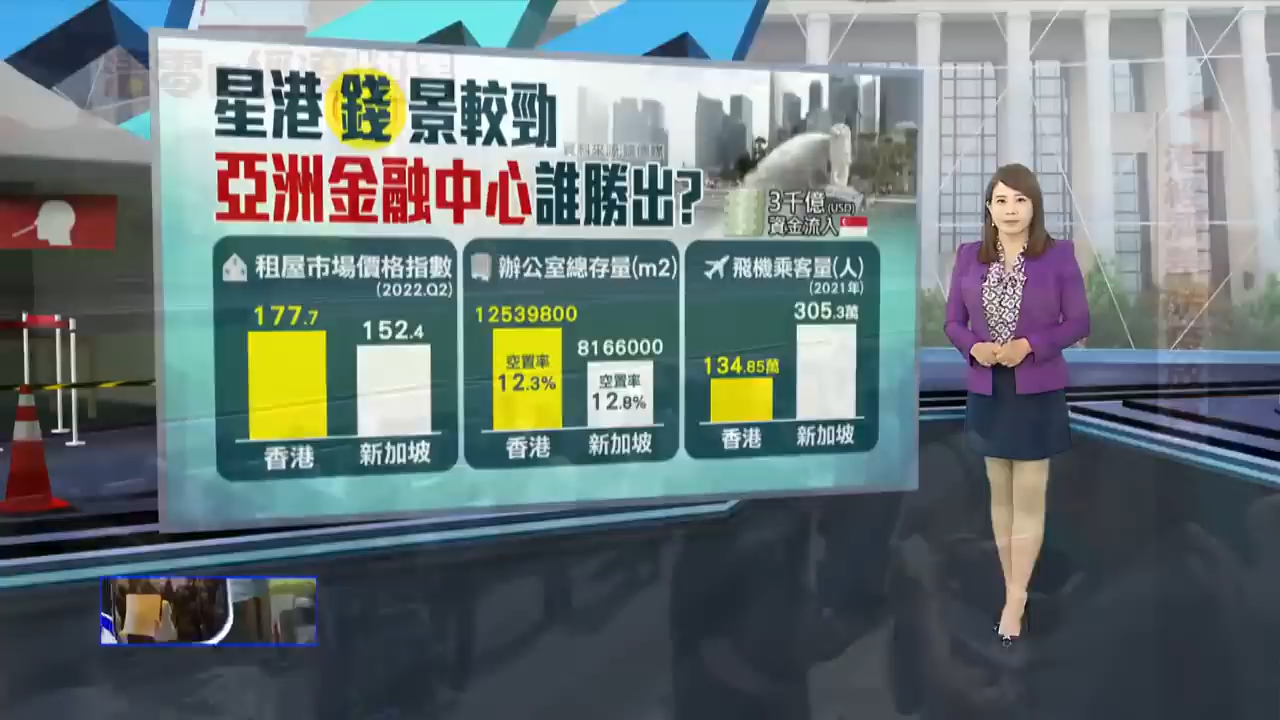 星港錢景較勁
亞洲金融中心誰勝出?
3千億(USD)
資金流入
租屋市場價格指數
(2022.Q2)
177.7
152.4
香港
新加坡
辦公室總存量(m2)
12539800
空置率
12.3%
8166000
空置率
12.8%
香港
新加坡
飛機乘客量(人)
(2021年)
134.85萬
305.3萬
香港
新加坡